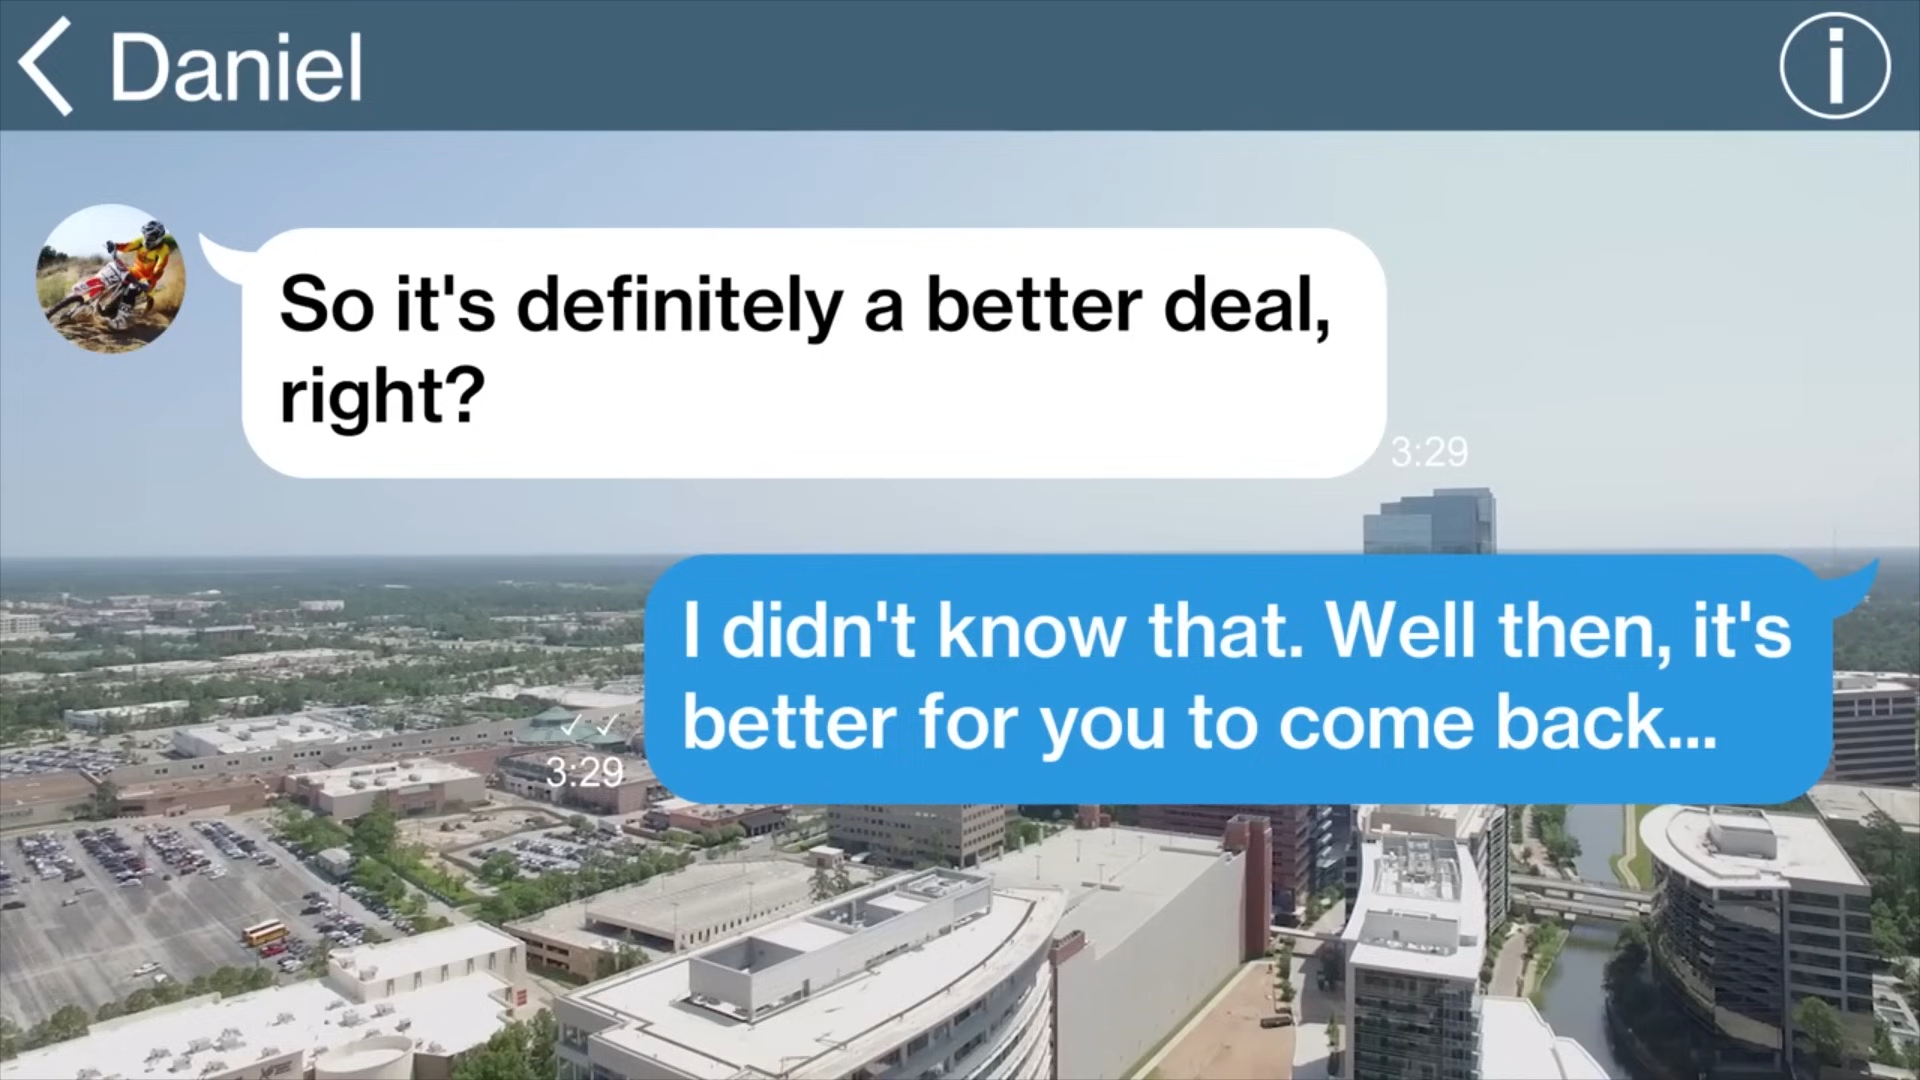 Daniel
So it's definitely a better deal,
right?
3:29
I didn't know that. Well then, it's
better for you to come back...
3:29